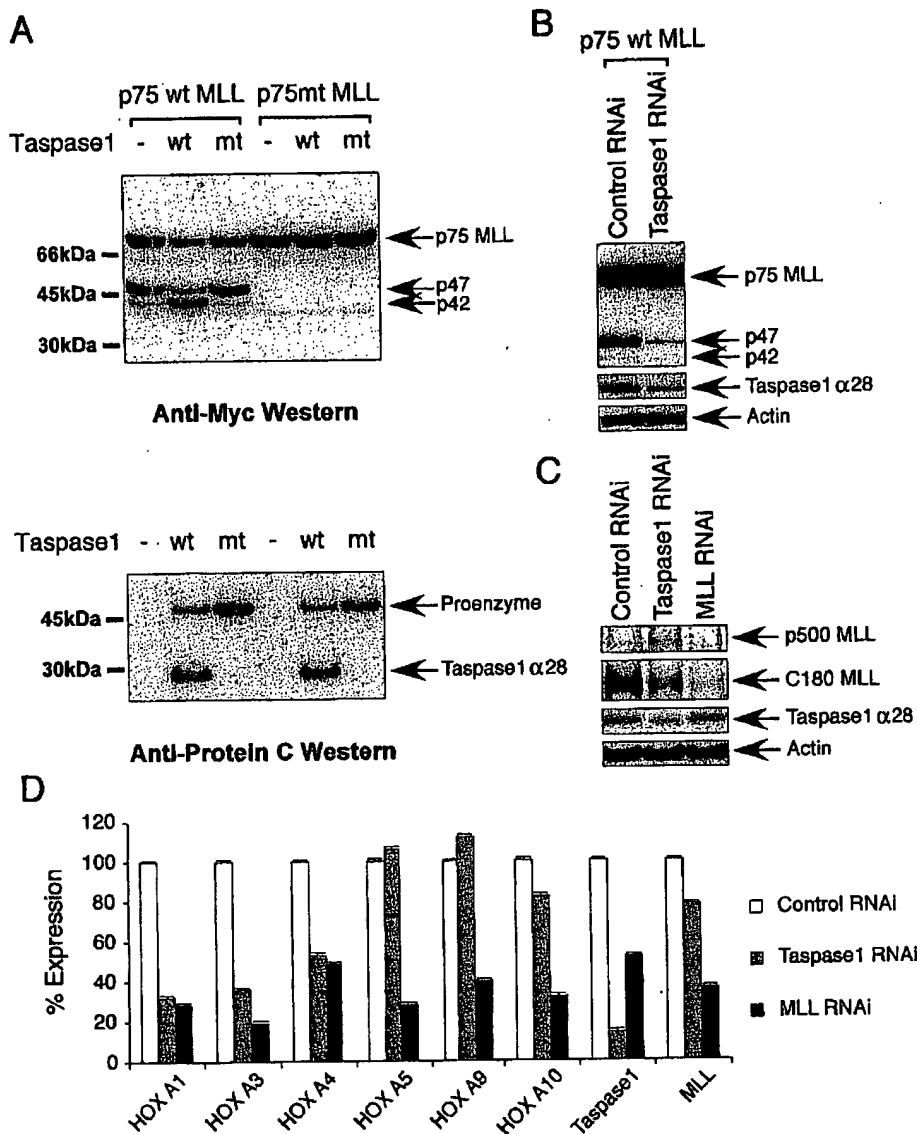 A
p75 wt MLL p75mt MLL
Taspase1 - wt mt - wt mt
66kDa
45kDa
30kDa
p75 MLL
p47
p42
Anti-Myc Western
Taspase1 - wt mt - wt mt
45kDa
30kDa
Proenzyme
Taspase1 α28
Anti-Protein C Western
B
p75 wt MLL
Control RNAi
Taspase1 RNAi
p75 MLL
p47
p42
Taspase1 α28
Actin
C
Control RNAi
Taspase1 RNAi
MLL RNAi
p500 MLL
C180 MLL
Taspase1 α28
Actin
D
% Expression
120
100
80
60
40
20
0
HOX A1
HOX A3
HOX A4
HOX A5
HOX A9
HOX A10
Taspase1
MLL
Control RNAi
Taspase1 RNAi
MLL RNAi